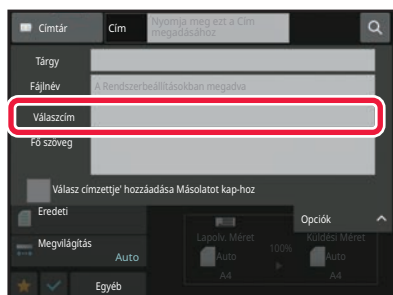 Címtár
Cím
Nyomja meg ezt a Cím
megadásához
Tárgy
Fájlnév
A Rendszerbeállításokban megadva
Válaszcím
Fő szöveg
Válasz címzettje' hozzáadása Másolatot kap-hoz
Eredeti
Opciók
Megvilágítás
Auto
Lapolv. Méret
100%
Küldési Méret
Auto
Auto
A4
A4
Egyéb